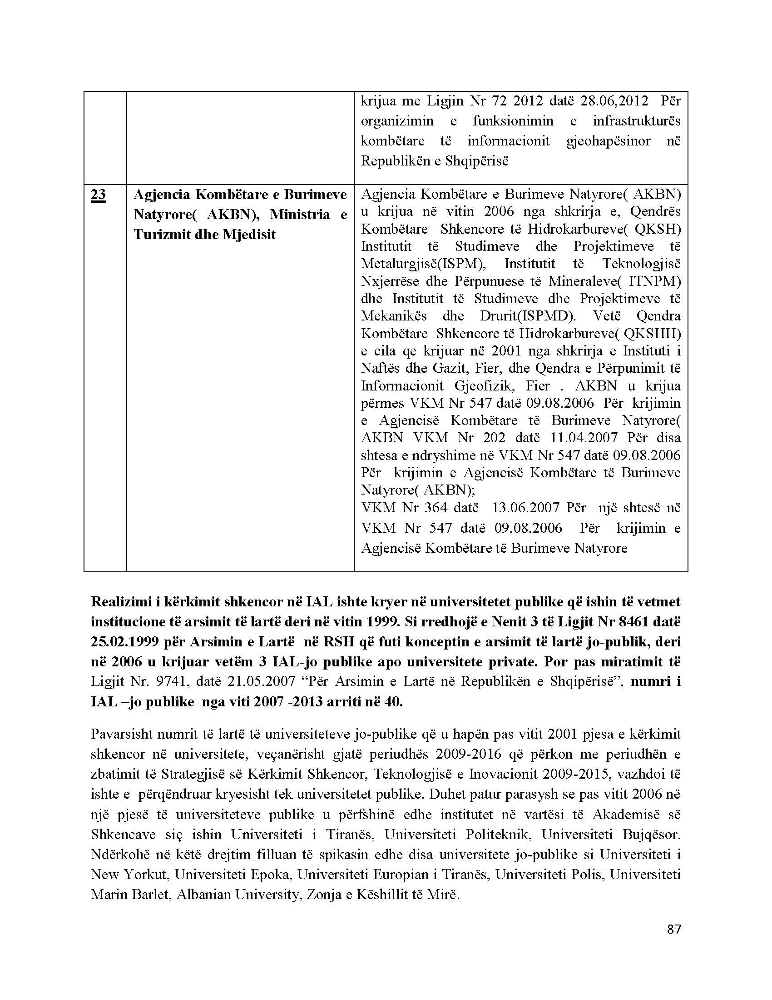 krijua me Ligjin Nr 72 2012 datë 28.06,2012  Për
organizimin e funksionimin e infrastrukturës
kombëtare të informacionit gjeohapësinor në
Republikën e Shqipërisë
23
Agjencia Kombëtare e Burimeve
Natyrore( AKBN), Ministria e
Turizmit dhe Mjedisit
Agjencia Kombëtare e Burimeve Natyrore( AKBN)
u krijua në vitin 2006 nga shkrirja e, Qendrës
Kombëtare  Shkencore të Hidrokarbureve( QKSH)
Institutit të Studimeve dhe Projektimeve të
Metalurgjisë(ISPM), Institutit të Teknologjisë
Nxjerrëse dhe Përpunuese të Mineraleve( ITNPM)
dhe Institutit të Studimeve dhe Projektimeve të
Mekanikës dhe Drurit(ISPMD). Vetë Qendra
Kombëtare  Shkencore të Hidrokarbureve( QKSHH)
e cila qe krijuar në 2001 nga shkrirja e Instituti i
Naftës dhe Gazit, Fier, dhe Qendra e Përpunimit të
Informacionit Gjeofizik, Fier . AKBN u krijua
përmes VKM Nr 547 datë 09.08.2006  Për  krijimin
e Agjencisë Kombëtare të Burimeve Natyrore(
AKBN VKM Nr 202 datë 11.04.2007 Për disa
shtesa e ndryshime në VKM Nr 547 datë 09.08.2006
Për  krijimin e Agjencisë Kombëtare të Burimeve
Natyrore( AKBN);
VKM Nr 364 datë  13.06.2007 Për  një shtesë në
VKM Nr 547 datë 09.08.2006  Për  krijimin e
Agjencisë Kombëtare të Burimeve Natyrore
Realizimi i kërkimit shkencor në IAL ishte kryer në universitetet publike që ishin të vetmet
institucione të arsimit të lartë deri në vitin 1999. Si rredhojë e Nenit 3 të Ligjit Nr 8461 datë
25.02.1999 për Arsimin e Lartë  në RSH që futi konceptin e arsimit të lartë jo-publik, deri
në 2006 u krijuar vetëm 3 IAL-jo publike apo universitete private. Por pas miratimit të
Ligjit Nr. 9741, datë 21.05.2007 “Për Arsimin e Lartë në Republikën e Shqipërisë”, numri i
IAL –jo publike  nga viti 2007 -2013 arriti në 40.
Pavarsisht numrit të lartë të universiteteve jo-publike që u hapën pas vitit 2001 pjesa e kërkimit
shkencor në universitete, veçanërisht gjatë periudhës 2009-2016 që përkon me periudhën e
zbatimit të Strategjisë së Kërkimit Shkencor, Teknologjisë e Inovacionit 2009-2015, vazhdoi të
ishte e  përqëndruar kryesisht tek universitetet publike. Duhet patur parasysh se pas vitit 2006 në
një pjesë të universiteteve publike u përfshinë edhe institutet në vartësi të Akademisë së
Shkencave siç ishin Universiteti i Tiranës, Universiteti Politeknik, Universiteti Bujqësor.
Ndërkohë në këtë drejtim filluan të spikasin edhe disa universitete jo-publike si Universiteti i
New Yorkut, Universiteti Epoka, Universiteti Europian i Tiranës, Universiteti Polis, Universiteti
Marin Barlet, Albanian University, Zonja e Këshillit të Mirë.
87